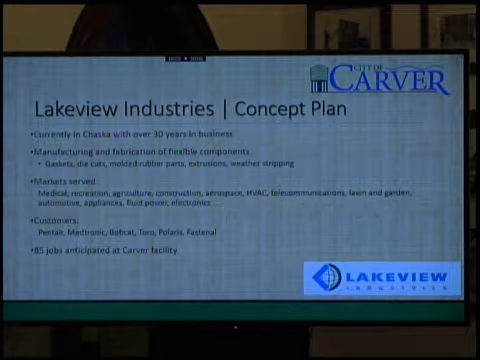 CITY OF
CARVER
Lakeview Industries | Concept Plan
•Currently in Chaska with over 30 years in business
•Manufacturing and fabrication of flexible components
• Gaskets, die cuts, molded rubber parts, extrusions, weather stripping
•Markets served:
Medical, recreation, agriculture, construction, aerospace, HVAC, telecommunications, lawn and garden,
automotive, appliances, fluid power, electronics ...
•Customers:
Pentair, Medtronic, Bobcat, Toro, Polaris, Fastenal
•85 jobs anticipated at Carver facility
LAKEVIEW
INDUSTRIES